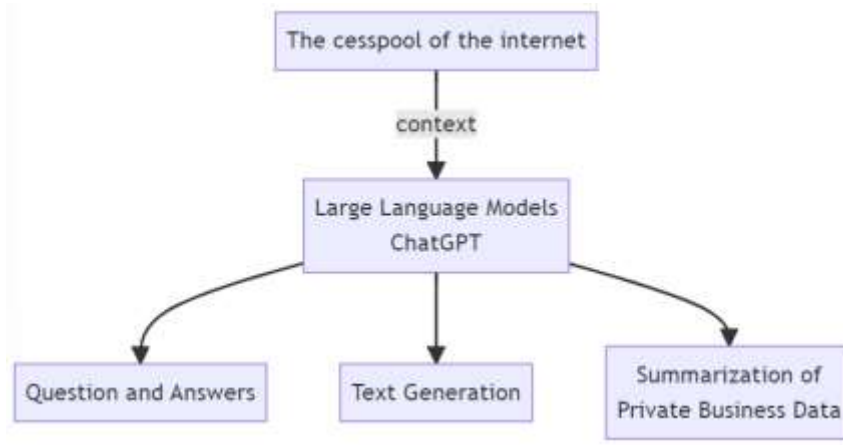 The cesspool of the internet
context
Large Language Models
ChatGPT
Question and Answers
Text Generation
Summarization of
Private Business Data